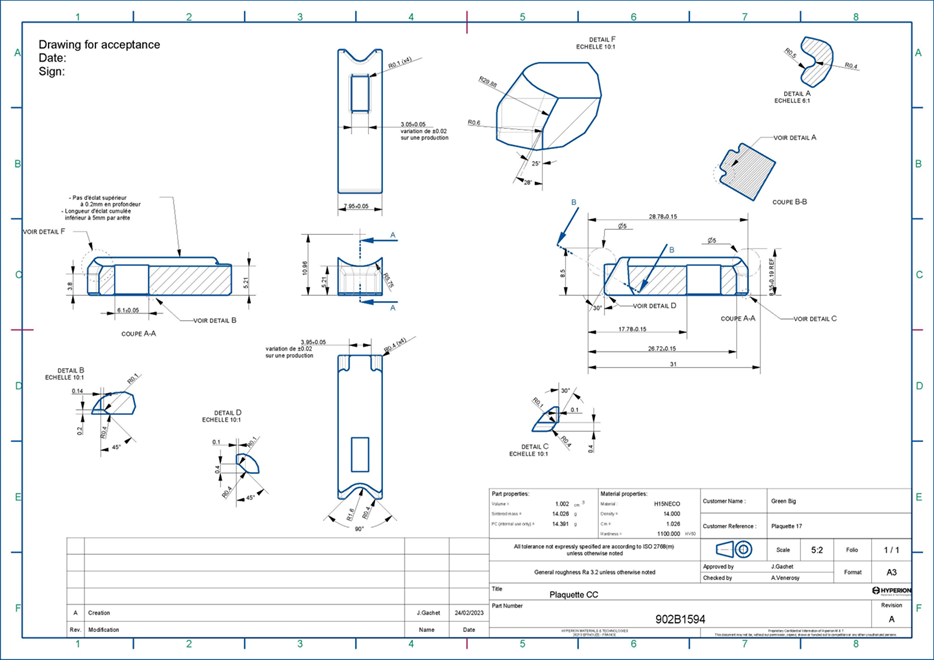 1 2 3 4 5 6 7 8
A
B
C
D
E
F
Drawing for acceptance
Date:
Sign:
R0.1 (x4)
3.05±0.05
variation de ±0.02
sur une production
7.95±0.05
DETAIL F
ECHELLE 10:1
R29.88
R0.6
25°
28°
R0.5
R0.4
DETAIL A
ECHELLE 6:1
VOIR DETAIL A
COUPE B-B
- Pas d'éclat supérieur
à 0.2mm en profondeur
- Longueur d'éclat cumulée
inférieur à 5mm par arête
VOIR DETAIL F
3.8
5.21
6.1±0.05
VOIR DETAIL B
COUPE A-A
A
10.98
5.21
R5.75
A
B
28.78±0.15
Ø5
Ø5
B
8.5
30°
VOIR DETAIL D
COUPE A-A
VOIR DETAIL C
17.78±0.15
26.72±0.15
31
3.95±0.05
variation de ±0.02
sur une production
R0.4 (x4)
DETAIL B
ECHELLE 10:1
0.14
R0.1
0.2
R0.4
45°
DETAIL D
ECHELLE 10:1
0.1
R0.1
0.4
R0.4
45°
R1.6
R0.4
90°
30°
R0.1
0.1
R0.4
0.4
DETAIL C
ECHELLE 10:1
Part properties:
Volume = 1.002 cm 3
Sintered mass = 14.026 g
PC (internal use only) = 14.391 g
Material properties:
Material : H15NECO
Density = 14.000
Cm = 1.026
Hardness = 1100.000 HV50
Customer Name : Green Big
Customer Reference : Plaquette 17
All tolerance not expressly specified are according to ISO 2768(m)
unless otherwise noted
Scale 5:2 Folio 1 / 1
General roughness Ra 3.2 unless otherwise noted
Approved by J.Gachet
Checked by A.Venerosy
Format A3
Title
Plaquette CC
HYPERION
Part Number
902B1594
Revision
A
A Creation J.Gachet 24/02/2023
Rev. Modification Name Date
HYPERION MATERIALS & TECHNOLOGIES
1 2 3 4 5 6 7 8